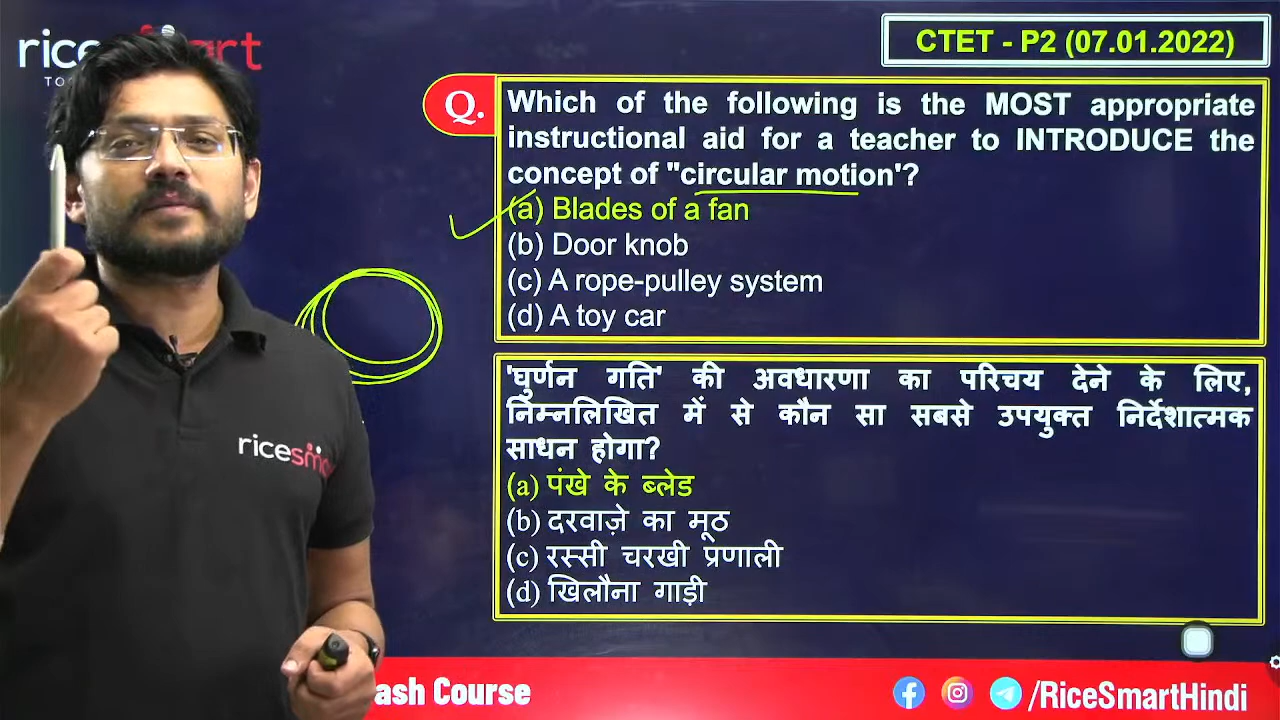 CTET - P2 (07.01.2022)
Q.
Which of the following is the MOST appropriate
instructional aid for a teacher to INTRODUCE the
concept of "circular motion'?
(a) Blades of a fan
(b) Door knob
(c) A rope-pulley system
(d) A toy car
'घुर्णन गति' की अवधारणा का परिचय देने के लिए,
निम्नलिखित में से कौन सा सबसे उपयुक्त निर्देशात्मक
साधन होगा?
(a) पंखे के ब्लेड
(b) दरवाज़े का मूठ
(c) रस्सी चरखी प्रणाली
(d) खिलौना गाड़ी
rices
ash Course
/RiceSmartHindi